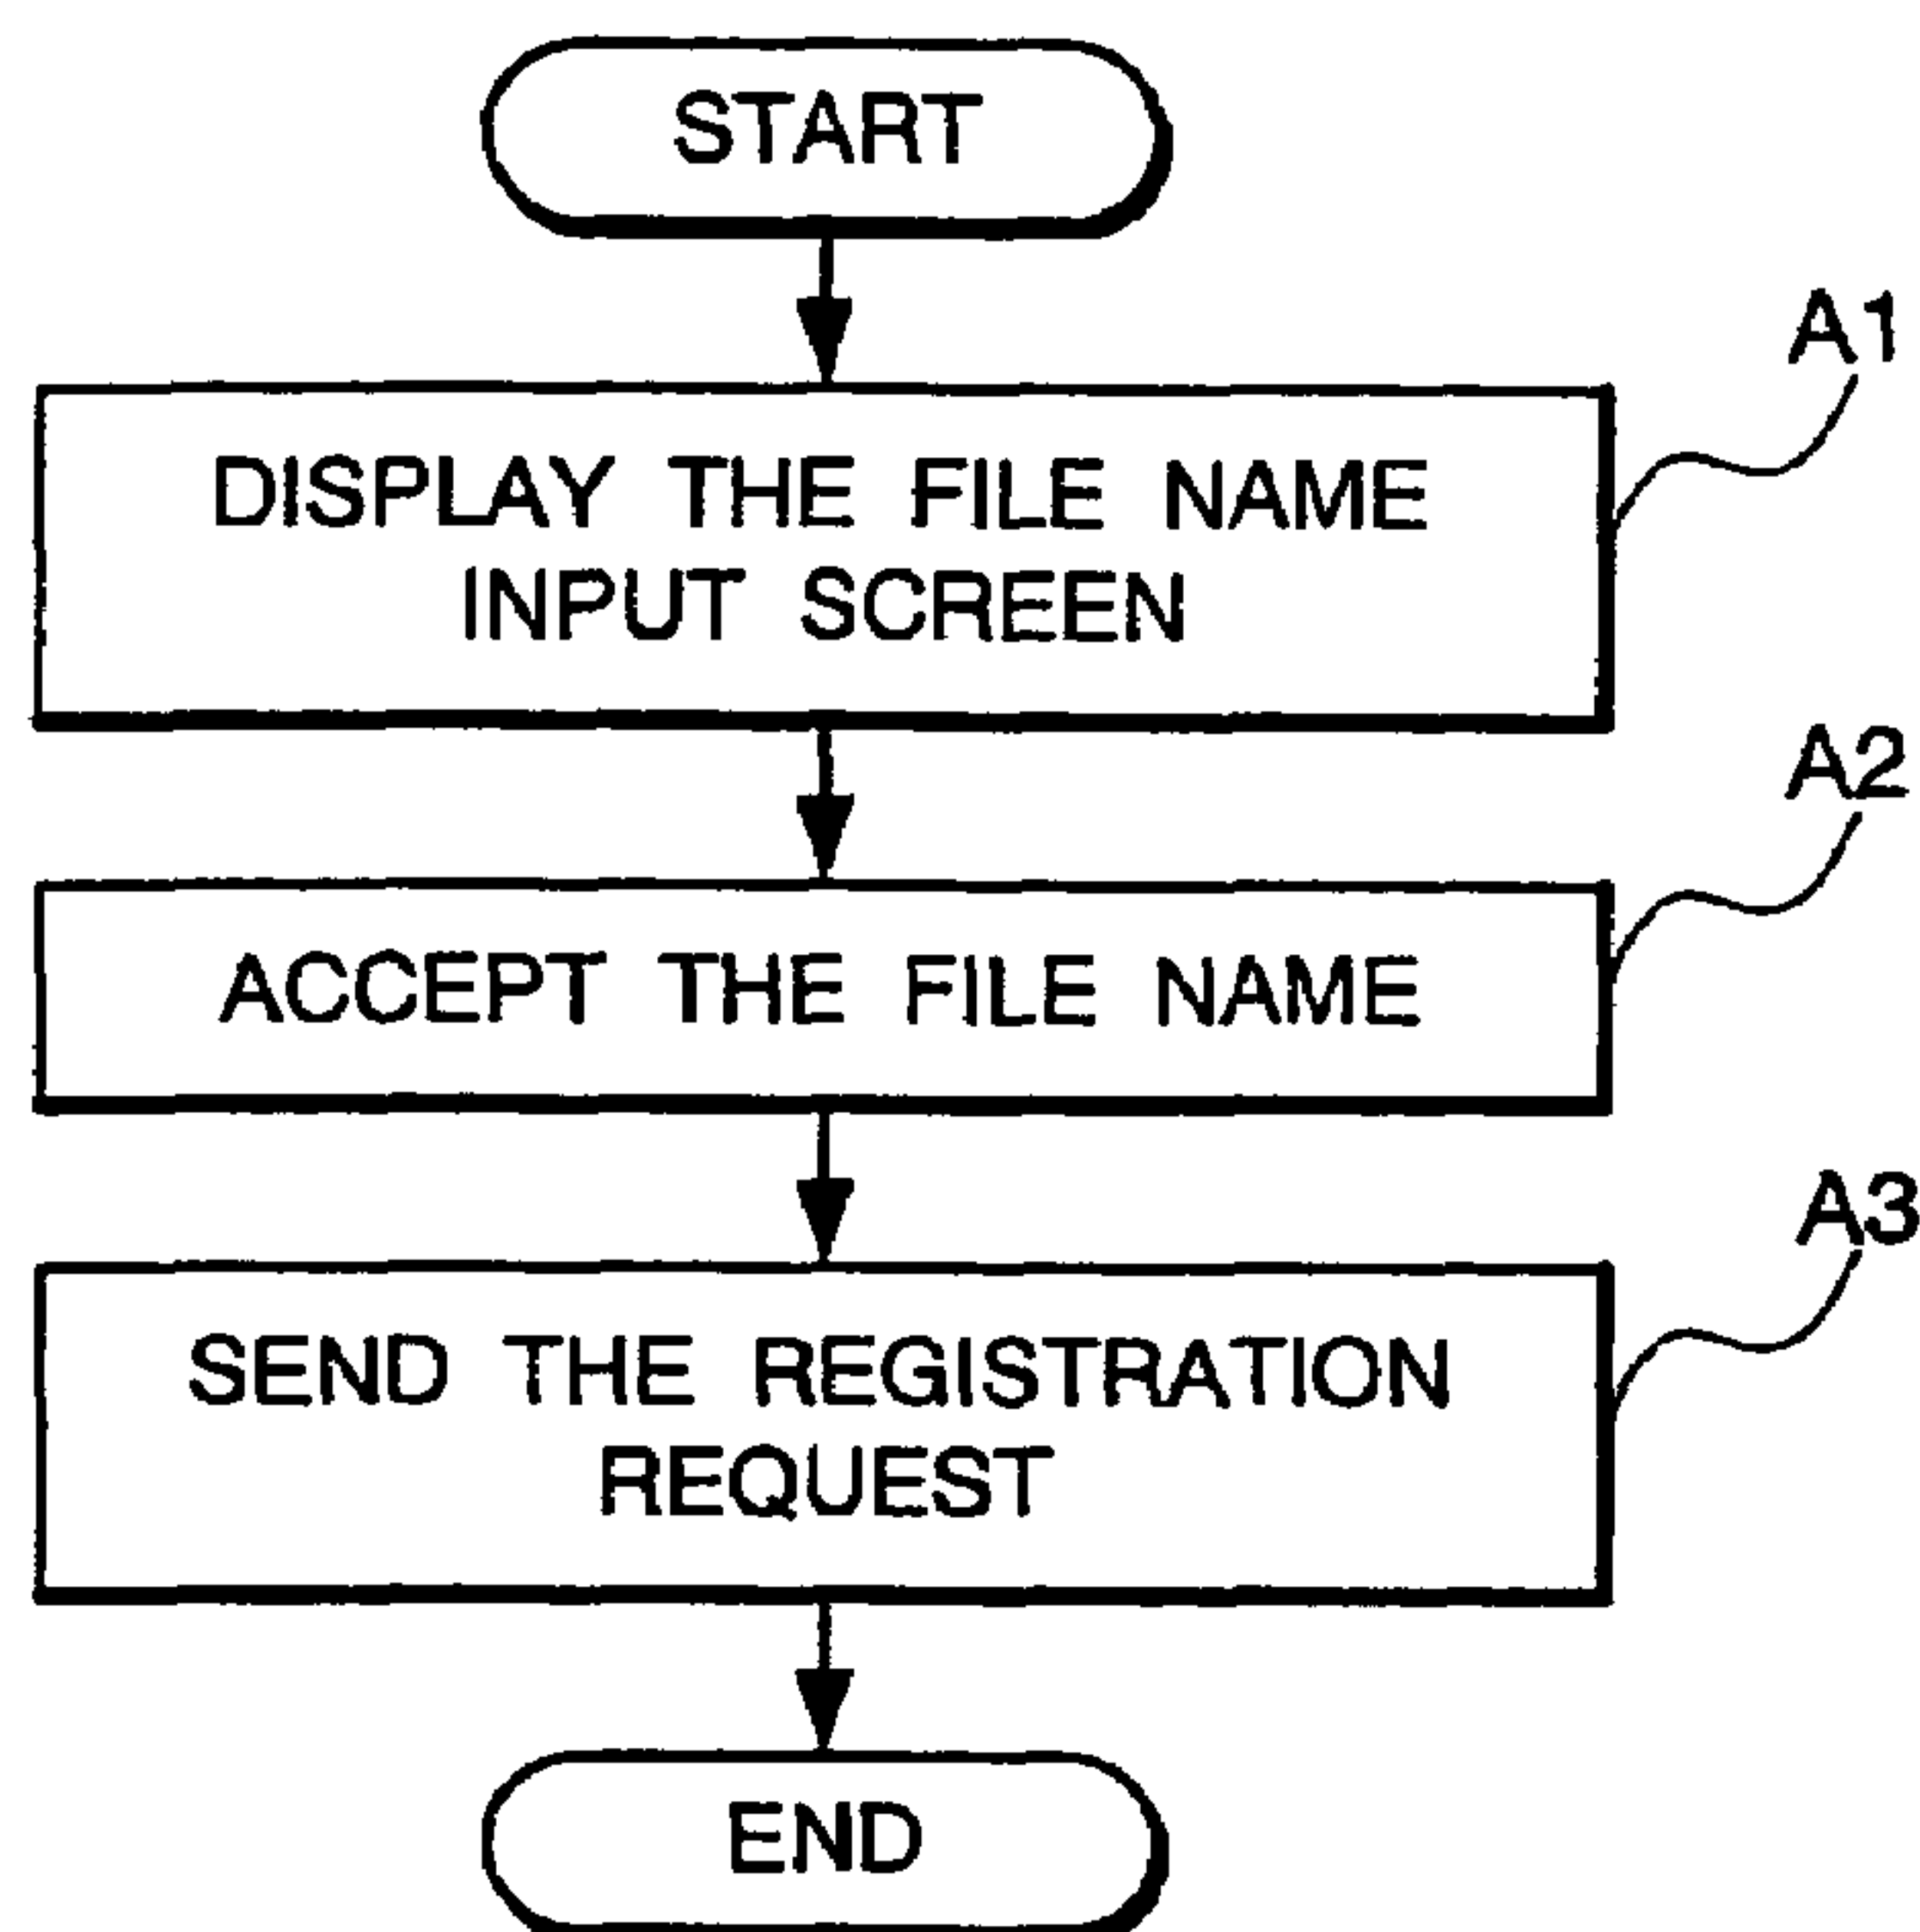 START
A1
DISPLAY THE FILE NAME
INPUT SCREEN
A2
ACCEPT THE FILE NAME
A3
SEND THE REGISTRATION
REQUEST
END